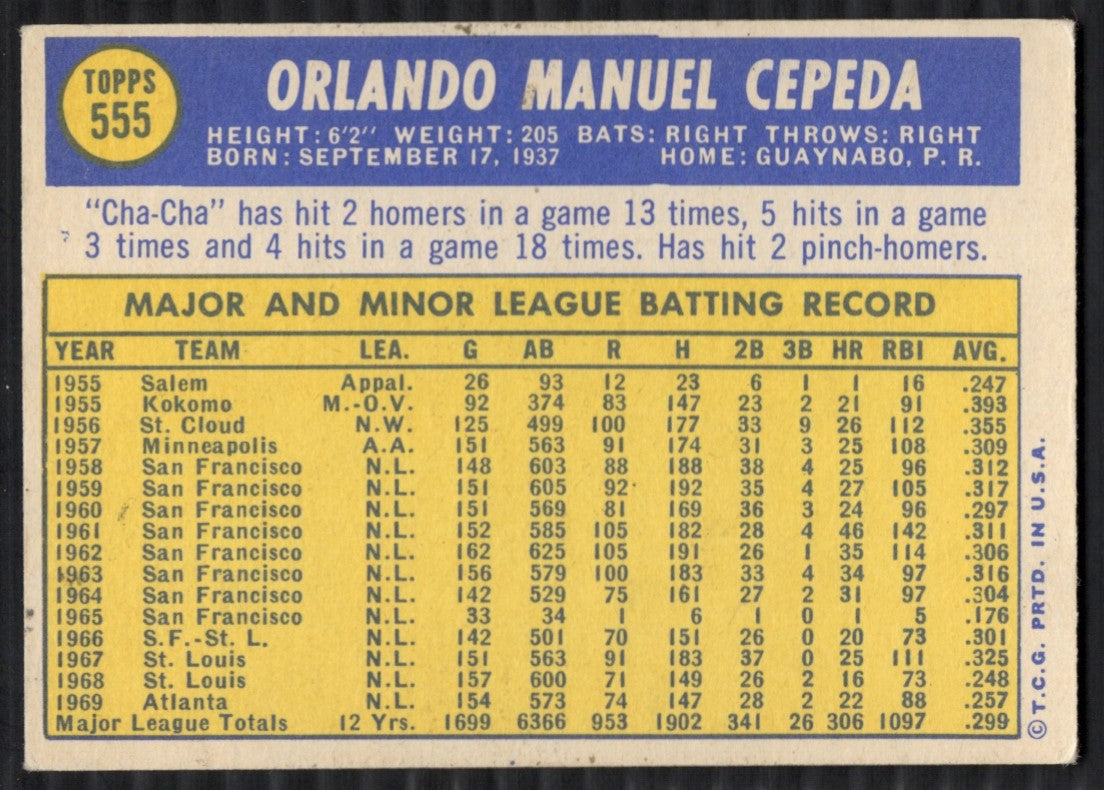 TOPPS
555
ORLANDO MANUEL CEPEDA
HEIGHT: 6'2" WEIGHT: 205 BATS: RIGHT THROWS: RIGHT
BORN: SEPTEMBER 17, 1937 HOME: GUAYNABO, P. R.
"Cha-Cha" has hit 2 homers in a game 13 times, 5 hits in a game
3 times and 4 hits in a game 18 times. Has hit 2 pinch-homers.
MAJOR AND MINOR LEAGUE BATTING RECORD
YEAR TEAM LEA. G AB R H 2B 3B HR RBI AVG.
1955 Salem Appal. 26 93 12 23 6 1 1 16 .247
1955 Kokomo M.-O.V. 92 374 83 147 23 2 21 91 .393
1956 St. Cloud N.W. 125 499 100 177 33 9 26 112 .355
1957 Minneapolis A.A. 151 563 91 174 31 3 25 108 .309
1958 San Francisco N.L. 148 603 88 188 38 4 25 96 .312
1959 San Francisco N.L. 151 605 92 192 35 4 27 105 .317
1960 San Francisco N.L. 151 569 81 169 36 3 24 96 .297
1961 San Francisco N.L. 152 585 105 182 28 4 46 142 .311
1962 San Francisco N.L. 162 625 105 191 26 1 35 114 .306
1963 San Francisco N.L. 156 579 100 183 33 4 34 97 .316
1964 San Francisco N.L. 142 529 75 161 27 2 31 97 .304
1965 San Francisco N.L. 33 34 1 6 1 0 1 5 .176
1966 S.F.-St. L. N.L. 142 501 70 151 26 0 20 73 .301
1967 St. Louis N.L. 151 563 91 183 37 0 25 111 .325
1968 St. Louis N.L. 157 600 71 149 26 2 16 73 .248
1969 Atlanta N.L. 154 573 74 147 28 2 22 88 .257
Major League Totals 12 Yrs. 1699 6366 953 1902 341 26 306 1097 .299
© T.C.G. PRTD. IN U.S.A.